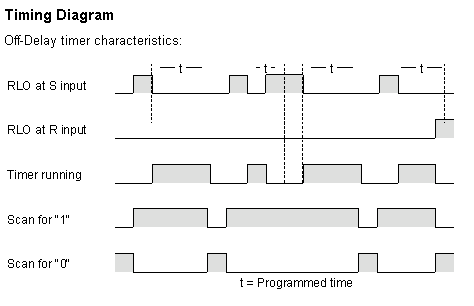 Timing Diagram
Off-Delay timer characteristics:
t t t t
RLO at S input
RLO at R input
Timer running
Scan for "1"
Scan for "0"
t = Programmed time